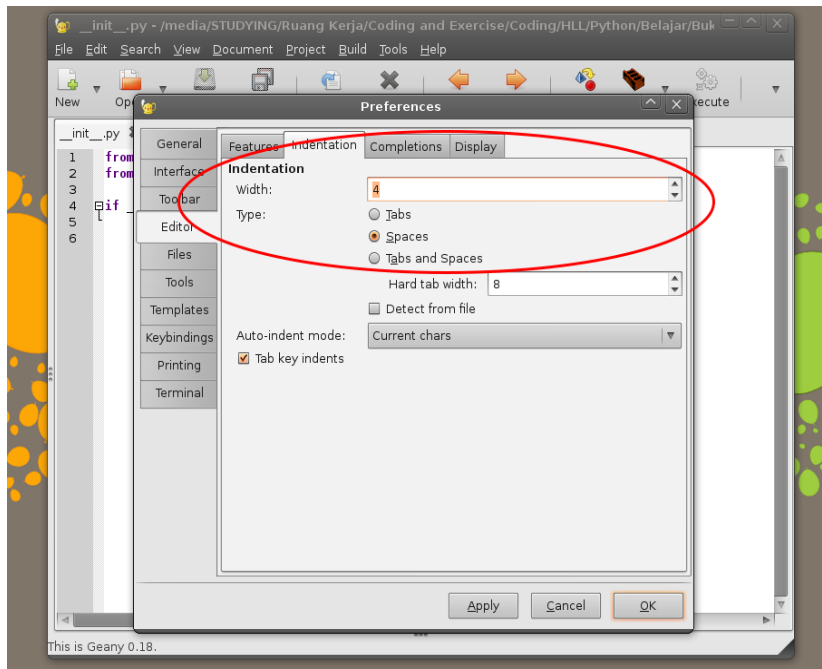 __init__.py - /media/STUDYING/Ruang Kerja/Coding and Exercise/Coding/HLL/Python/Belajar/Buk
File Edit Search View Document Project Build Tools Help
New Op ecute
Preferences
__init__.py
General
Interface
Toolbar
Editor
Files
Tools
Templates
Keybindings
Printing
Terminal
Features Indentation Completions Display
Indentation
Width: 4
Type: Tabs
Spaces
Tabs and Spaces
Hard tab width: 8
Detect from file
Auto-indent mode: Current chars
Tab key indents
1 from
2 from
3
4 if _
5
6
Apply Cancel OK
This is Geany 0.18.